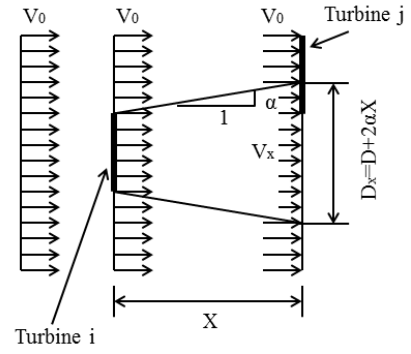 V0 V0 V0 Turbine j
1 α
Vx
Dx=D+2αX
X
Turbine i